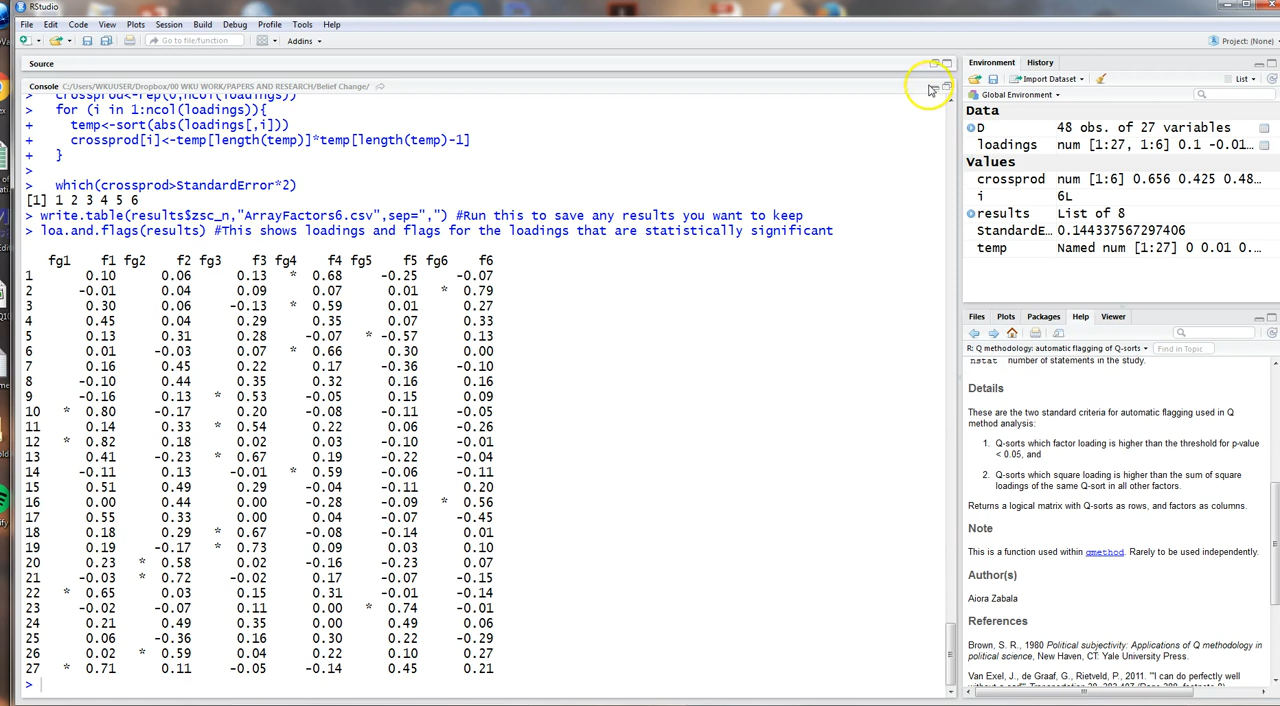 RStudio
File Edit Code View Plots Session Build Debug Profile Tools Help
Go to file/function Addins Project: (None)
Source
Console C:/Users/WKUUSER/Dropbox/00 WKU WORK/PAPERS AND RESEARCH/Belief Change/
crossprod<-rep(0,ncol(loadings))
+ for (i in 1:ncol(loadings)){
+ temp<-sort(abs(loadings[,i]))
+ crossprod[i]<-temp[length(temp)]*temp[length(temp)-1]
+ }
>
> which(crossprod>StandardError*2)
[1] 1 2 3 4 5 6
> write.table(results$zsc_n,"ArrayFactors6.csv",sep=",") #Run this to save any results you want to keep
> loa.and.flags(results) #This shows loadings and flags for the loadings that are statistically significant
fg1 f1 fg2 f2 fg3 f3 fg4 f4 fg5 f5 fg6 f6
1 0.10 0.06 0.13 * 0.68 -0.25 -0.07
2 -0.01 0.04 0.09 0.07 0.01 * 0.79
3 0.30 0.06 -0.13 * 0.59 0.01 0.27
4 0.45 0.04 0.29 0.35 0.07 0.33
5 0.13 0.31 0.28 -0.07 * -0.57 0.13
6 0.01 -0.03 0.07 * 0.66 0.30 0.00
7 0.16 0.45 0.22 0.17 -0.36 -0.10
8 -0.10 0.44 0.35 0.32 0.16 0.16
9 -0.16 0.13 * 0.53 -0.05 0.15 0.09
10 * 0.80 -0.17 0.20 -0.08 -0.11 -0.05
11 0.14 0.33 * 0.54 0.22 0.06 -0.26
12 * 0.82 0.18 0.02 0.03 -0.10 -0.01
13 0.41 -0.23 * 0.67 0.19 -0.22 -0.04
14 -0.11 0.13 -0.01 * 0.59 -0.06 -0.11
15 0.51 0.49 0.29 -0.04 -0.11 0.20
16 0.00 0.44 0.00 -0.28 -0.09 * 0.56
17 0.55 0.33 0.00 0.04 -0.07 -0.45
18 0.18 0.29 * 0.67 -0.08 -0.14 0.01
19 0.19 -0.17 * 0.73 0.09 0.03 0.10
20 0.23 * 0.58 0.02 -0.16 -0.23 0.07
21 -0.03 * 0.72 -0.02 0.17 -0.07 -0.15
22 * 0.65 0.03 0.15 0.31 -0.01 -0.14
23 -0.02 -0.07 0.11 0.00 * 0.74 -0.01
24 0.21 0.49 0.35 0.00 0.49 0.06
25 0.06 -0.36 0.16 0.30 0.22 -0.29
26 0.02 * 0.59 0.04 0.22 0.10 0.27
27 * 0.71 0.11 -0.05 -0.14 0.45 0.21
>
Environment History
Import Dataset List
Global Environment
Data
D 48 obs. of 27 variables
loadings num [1:27, 1:6] 0.1 -0.01…
Values
crossprod num [1:6] 0.656 0.425 0.48…
i 6L
results List of 8
StandardE… 0.144337567297406
temp Named num [1:27] 0 0.01 0.…
Files Plots Packages Help Viewer
R: Q methodology: automatic flagging of Q-sorts Find in Topic
nstat number of statements in the study.
Details
These are the two standard criteria for automatic flagging used in Q
method analysis:
1. Q-sorts which factor loading is higher than the threshold for p-value
< 0.05, and
2. Q-sorts which square loading is higher than the sum of square
loadings of the same Q-sort in all other factors.
Returns a logical matrix with Q-sorts as rows, and factors as columns.
Note
This is a function used within qmethod. Rarely to be used independently.
Author(s)
Aiora Zabala
References
Brown, S. R., 1980 Political subjectivity: Applications of Q methodology in
political science, New Haven, CT: Yale University Press.
Van Exel, J., de Graaf, G., Rietveld, P., 2011. "'I can do perfectly well